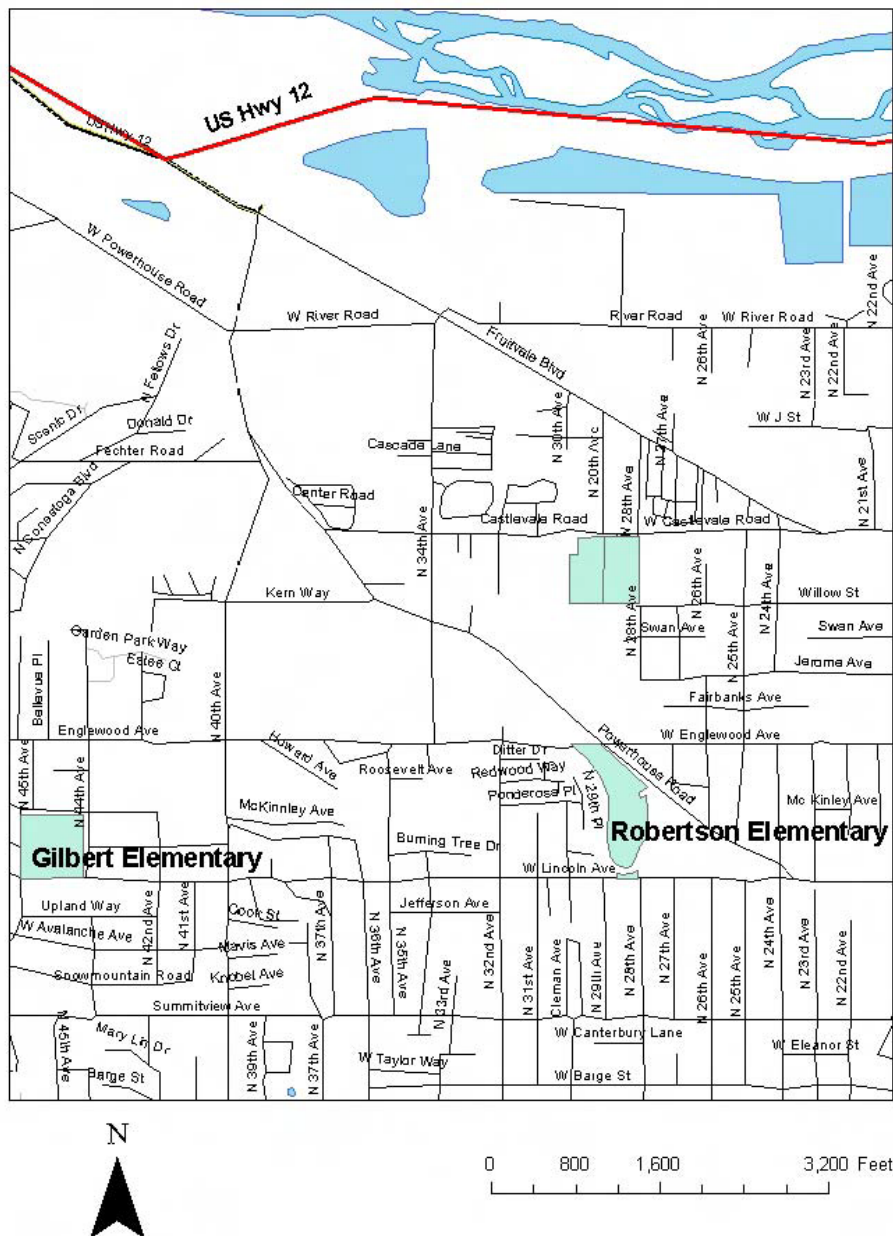 US Hwy 12
US Hwy 12
W Powerhouse Road
N 22nd Ave
W River Road
River Road
W River Road
Fruitvale Blvd
N Fellows Dr
N 26th Ave
N 23rd Ave
N 22nd Ave
Scenic Dr
Donald Dr
W J St
Fechter Road
Cascade Lane
N 30th Ave
N 27th Ave
N 20th Ave
N Conestoga Blvd
Center Road
N 34th Ave
Castlevale Road
N 28th Ave
W Castlevale Road
N 21st Ave
Kern Way
N 28th Ave
N 26th Ave
N 24th Ave
Willow St
Garden Park Way
Swan Ave
Swan Ave
Estee Ct
N 25th Ave
Jerome Ave
Bellevue Pl
N 40th Ave
Fairbanks Ave
Englewood Ave
Powerhouse Road
W Englewood Ave
Howard Ave
Ditter Dr
N 45th Ave
N 44th Ave
Roosevelt Ave
Redwood Way
Ponderosa Pl
N 29th Pl
McKinnley Ave
Mc Kinley Ave
Burning Tree Dr
Robertson Elementary
Gilbert Elementary
W Lincoln Ave
Upland Way
N 42nd Ave
N 41st Ave
Cook St
N 37th Ave
Jefferson Ave
W Avalanche Ave
Mavis Ave
N 36th Ave
N 35th Ave
N 32nd Ave
N 31st Ave
Cleman Ave
N 29th Ave
N 28th Ave
N 27th Ave
N 26th Ave
N 25th Ave
N 24th Ave
N 23rd Ave
N 22nd Ave
Snowmountain Road
Knobel Ave
N 33rd Ave
Summitview Ave
N 45th Ave
Mary Lin Dr
W Canterbury Lane
W Eleanor St
N 39th Ave
N 37th Ave
W Taylor Way
Barge St
W Barge St
N
0 800 1,600 3,200 Feet